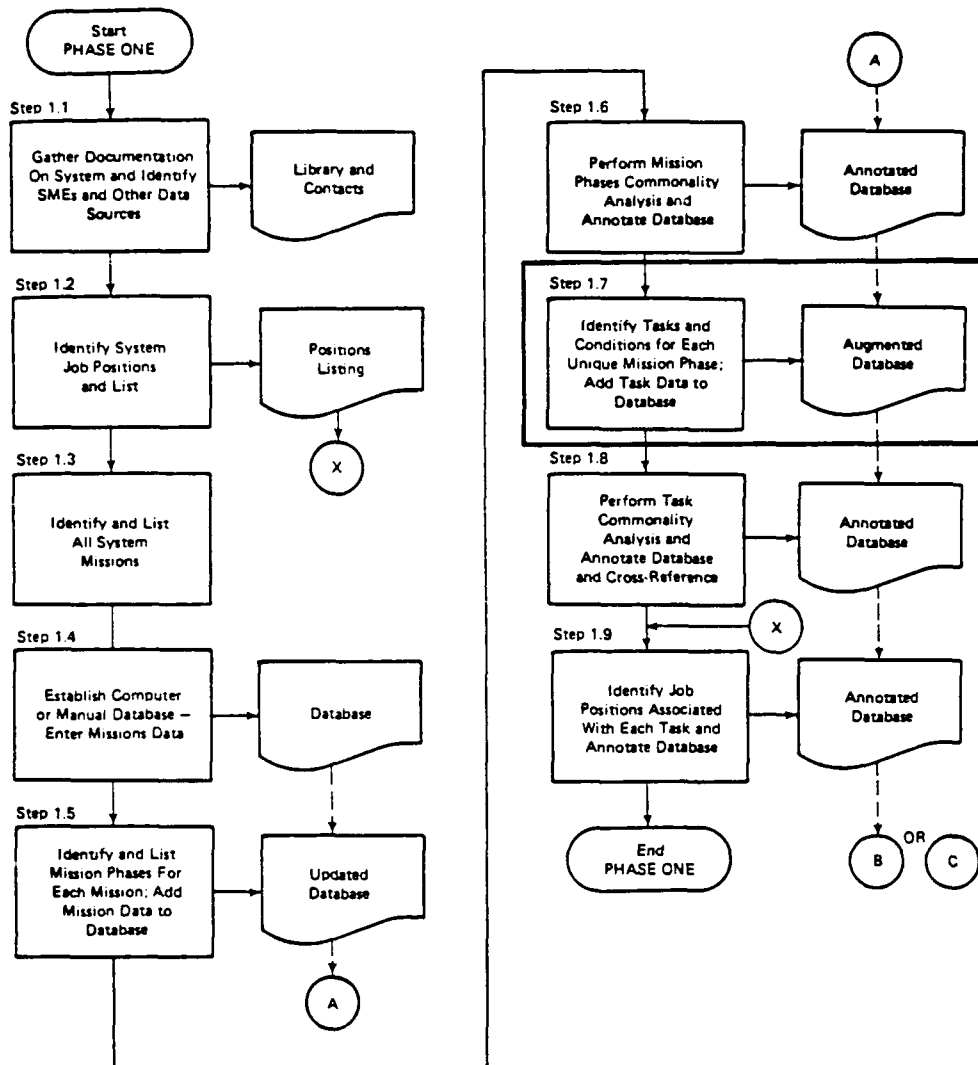 Start
PHASE ONE
Step 1.1
Gather Documentation
On System and Identify
SMEs and Other Data
Sources
Library and
Contacts
Step 1.2
Identify System
Job Positions
and List
Positions
Listing
X
Step 1.3
Identify and List
All System
Missions
Step 1.4
Establish Computer
or Manual Database –
Enter Missions Data
Database
Step 1.5
Identify and List
Mission Phases For
Each Mission; Add
Mission Data to
Database
Updated
Database
A
A
Step 1.6
Perform Mission
Phases Commonality
Analysis and
Annotate Database
Annotated
Database
Step 1.7
Identify Tasks and
Conditions for Each
Unique Mission Phase;
Add Task Data to
Database
Augmented
Database
Step 1.8
Perform Task
Commonality
Analysis and
Annotate Database
and Cross-Reference
Annotated
Database
X
Step 1.9
Identify Job
Positions Associated
With Each Task and
Annotate Database
Annotated
Database
End
PHASE ONE
B
OR
C